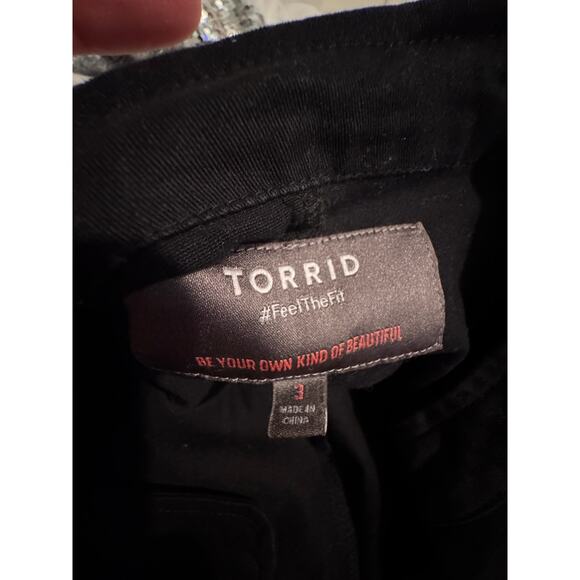 TORRID
#FeelTheFit
BE YOUR OWN KIND OF BEAUTIFUL
3
MADE IN
CHINA